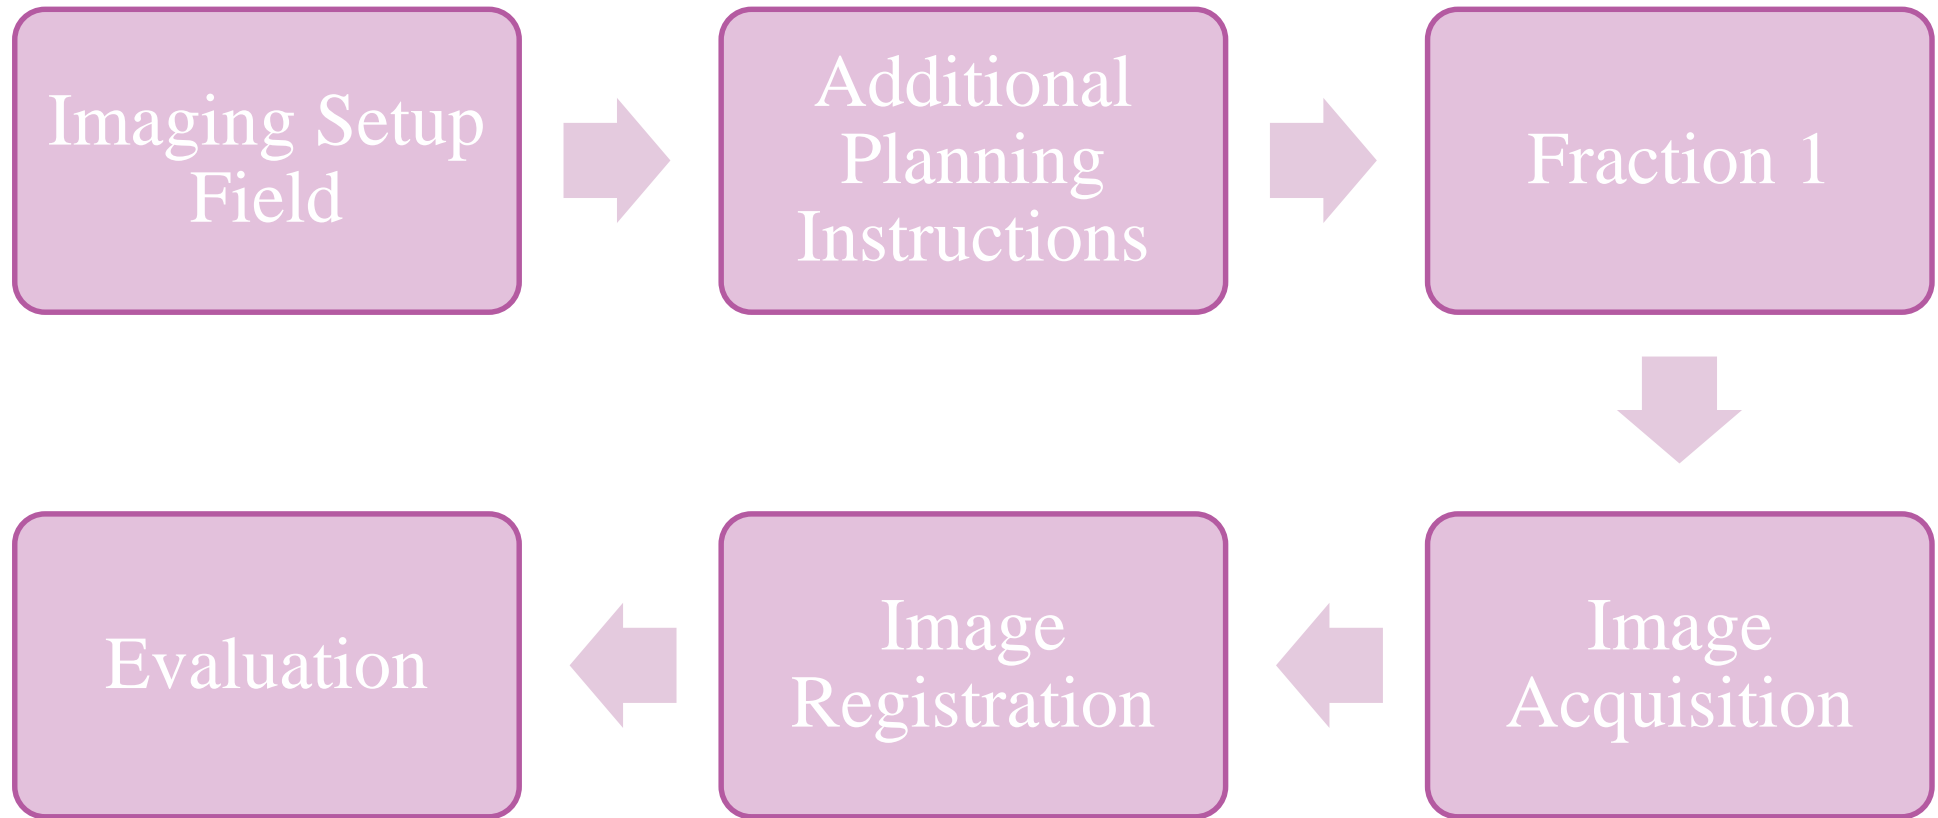 Imaging Setup
Field
Additional
Planning
Instructions
Fraction 1
Image
Acquisition
Image
Registration
Evaluation